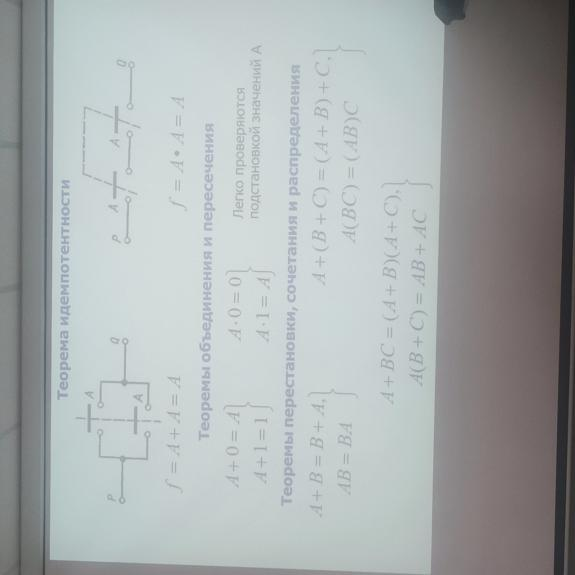 Теорема идемпотентности
P A A Q
P A A Q
f = A + A = A
f = A • A = A
Теоремы объединения и пересечения
A + 0 = A
A + 1 = 1
A · 0 = 0
A · 1 = A
Легко проверяются
подстановкой значений A
Теоремы перестановки, сочетания и распределения
A + B = B + A,
AB = BA
A + (B + C) = (A + B) + C,
A(BC) = (AB)C
A + BC = (A + B)(A + C),
A(B + C) = AB + AC